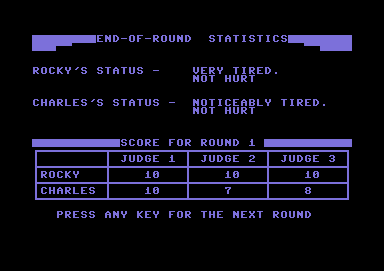 END-OF-ROUND  STATISTICS
ROCKY'S STATUS -    VERY TIRED.
NOT HURT
CHARLES'S STATUS -  NOTICEABLY TIRED.
NOT HURT
SCORE FOR ROUND 1
JUDGE 1  JUDGE 2  JUDGE 3
ROCKY  10  10  10
CHARLES  10  7  8
PRESS ANY KEY FOR THE NEXT ROUND